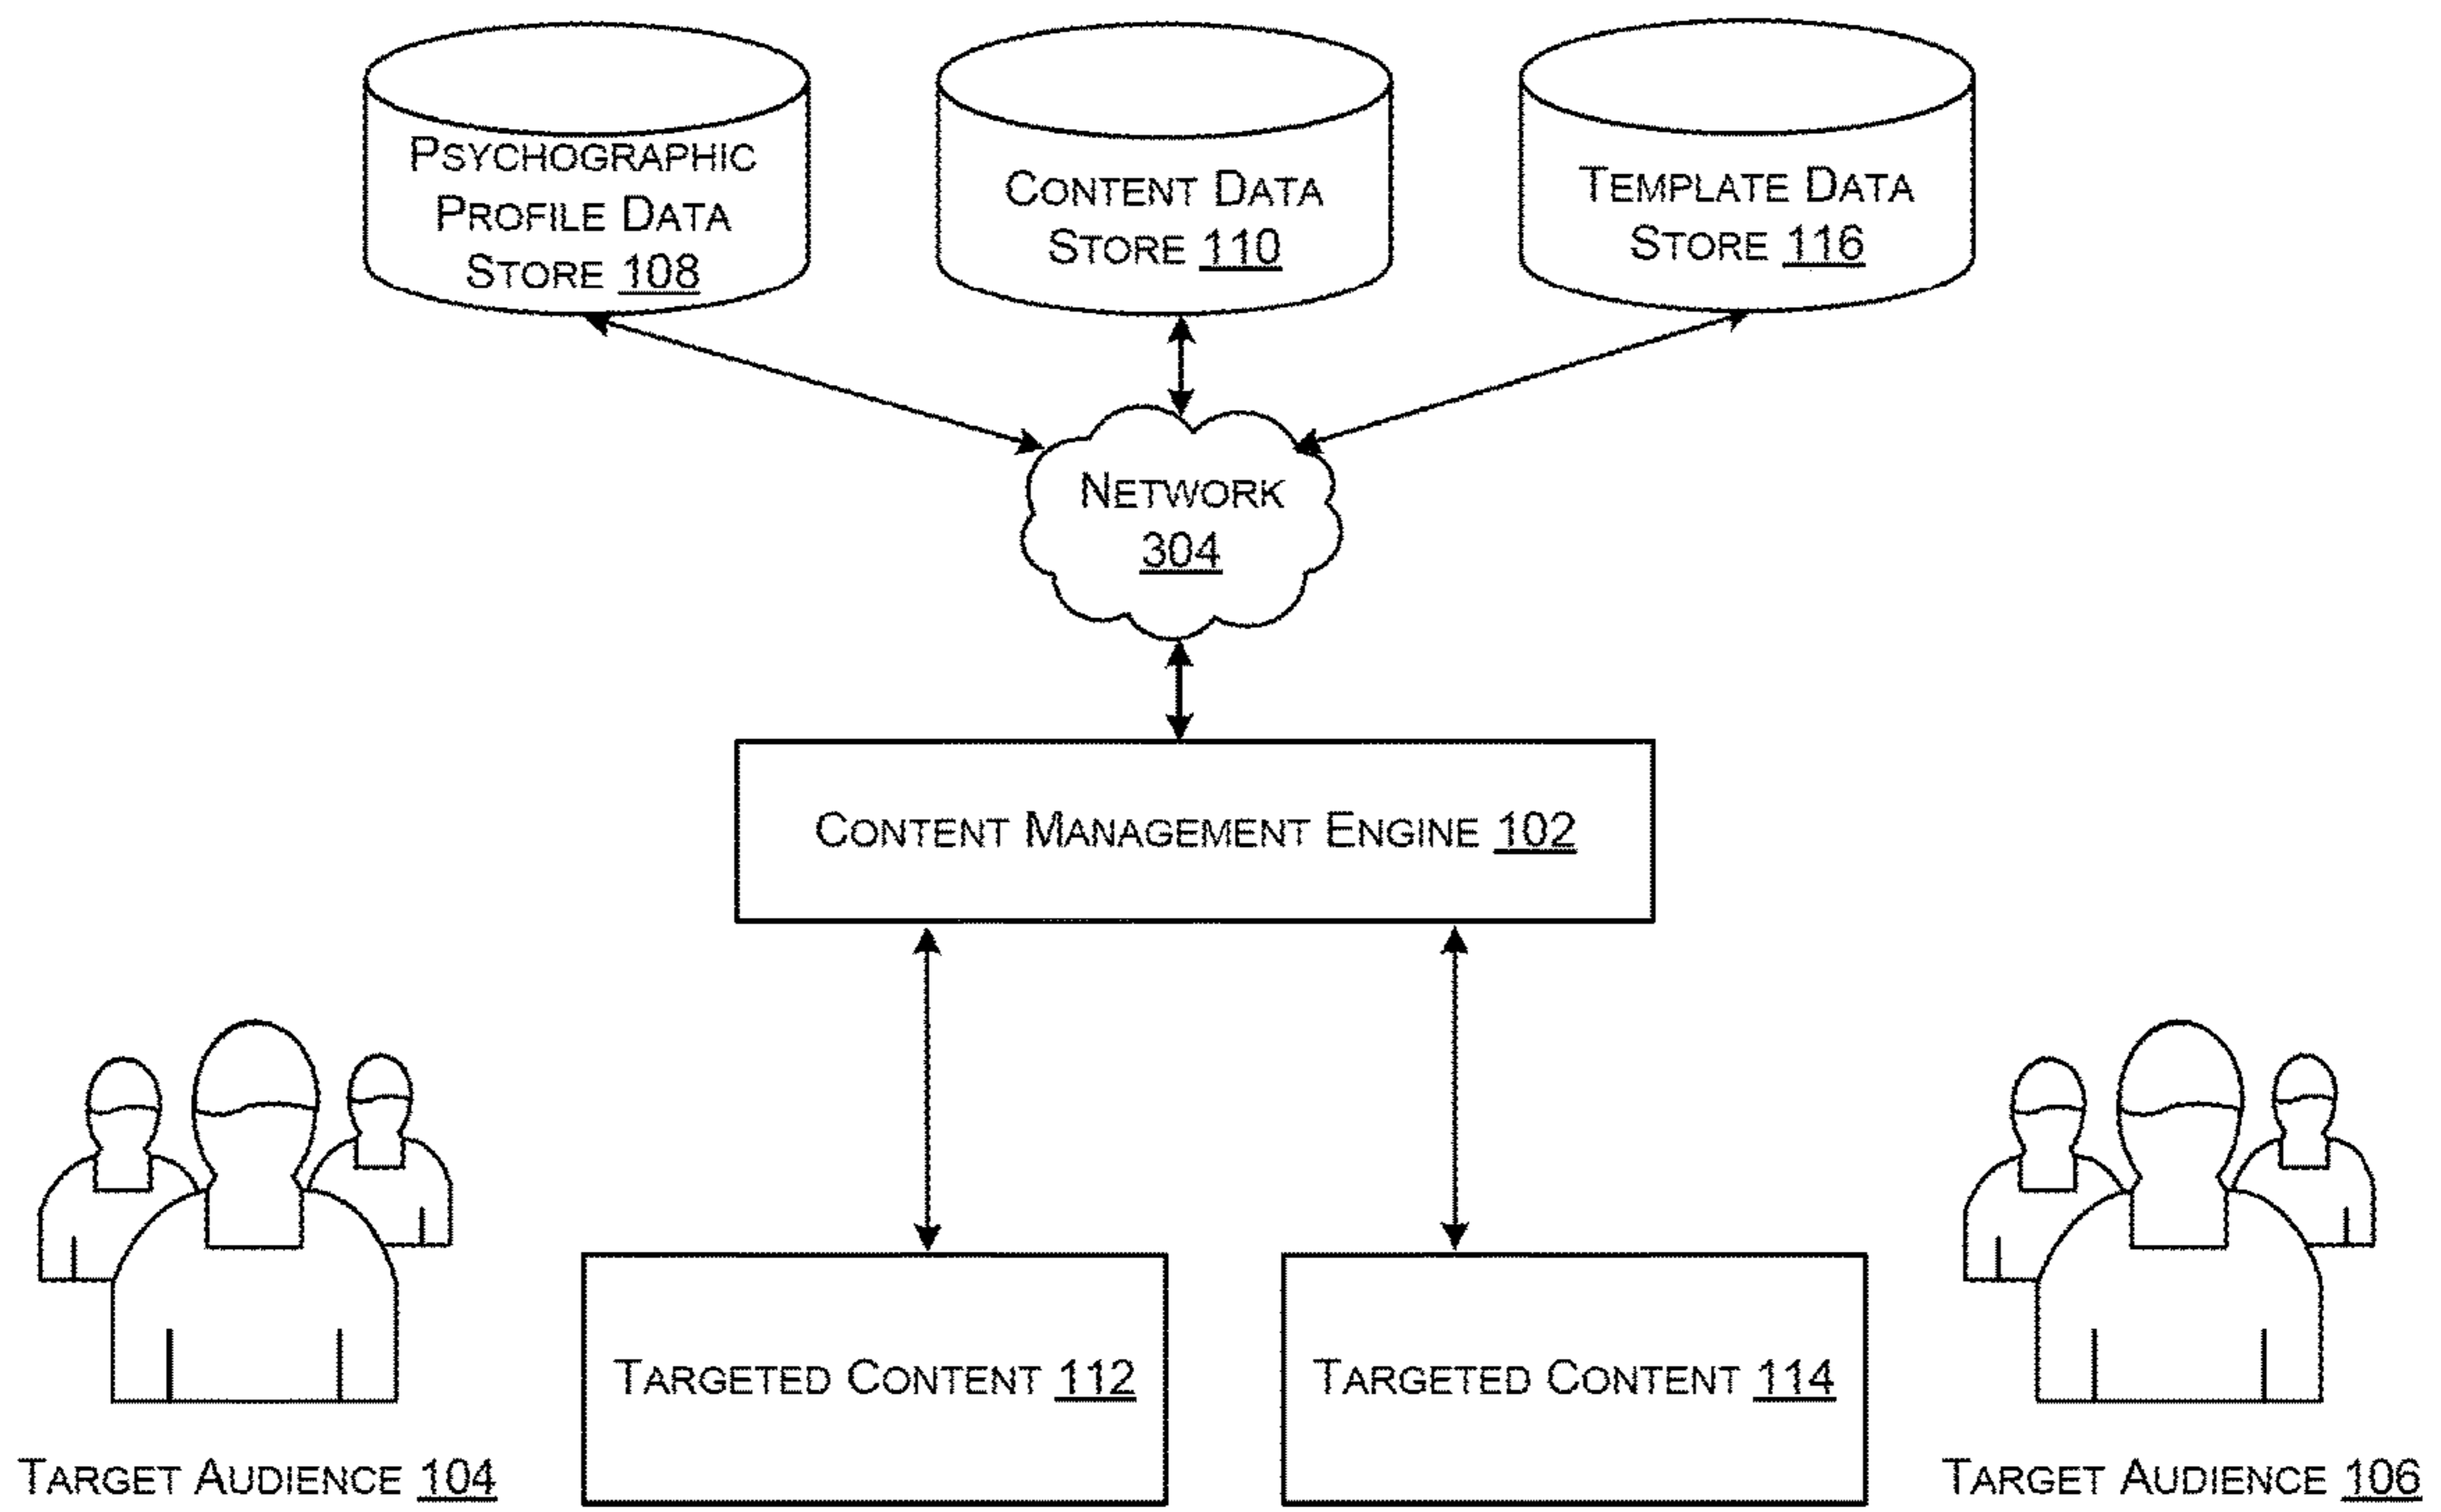 PSYCHOGRAPHIC
PROFILE DATA
STORE 108
CONTENT DATA
STORE 110
TEMPLATE DATA
STORE 116
NETWORK
304
CONTENT MANAGEMENT ENGINE 102
TARGETED CONTENT 112
TARGETED CONTENT 114
TARGET AUDIENCE 104
TARGET AUDIENCE 106